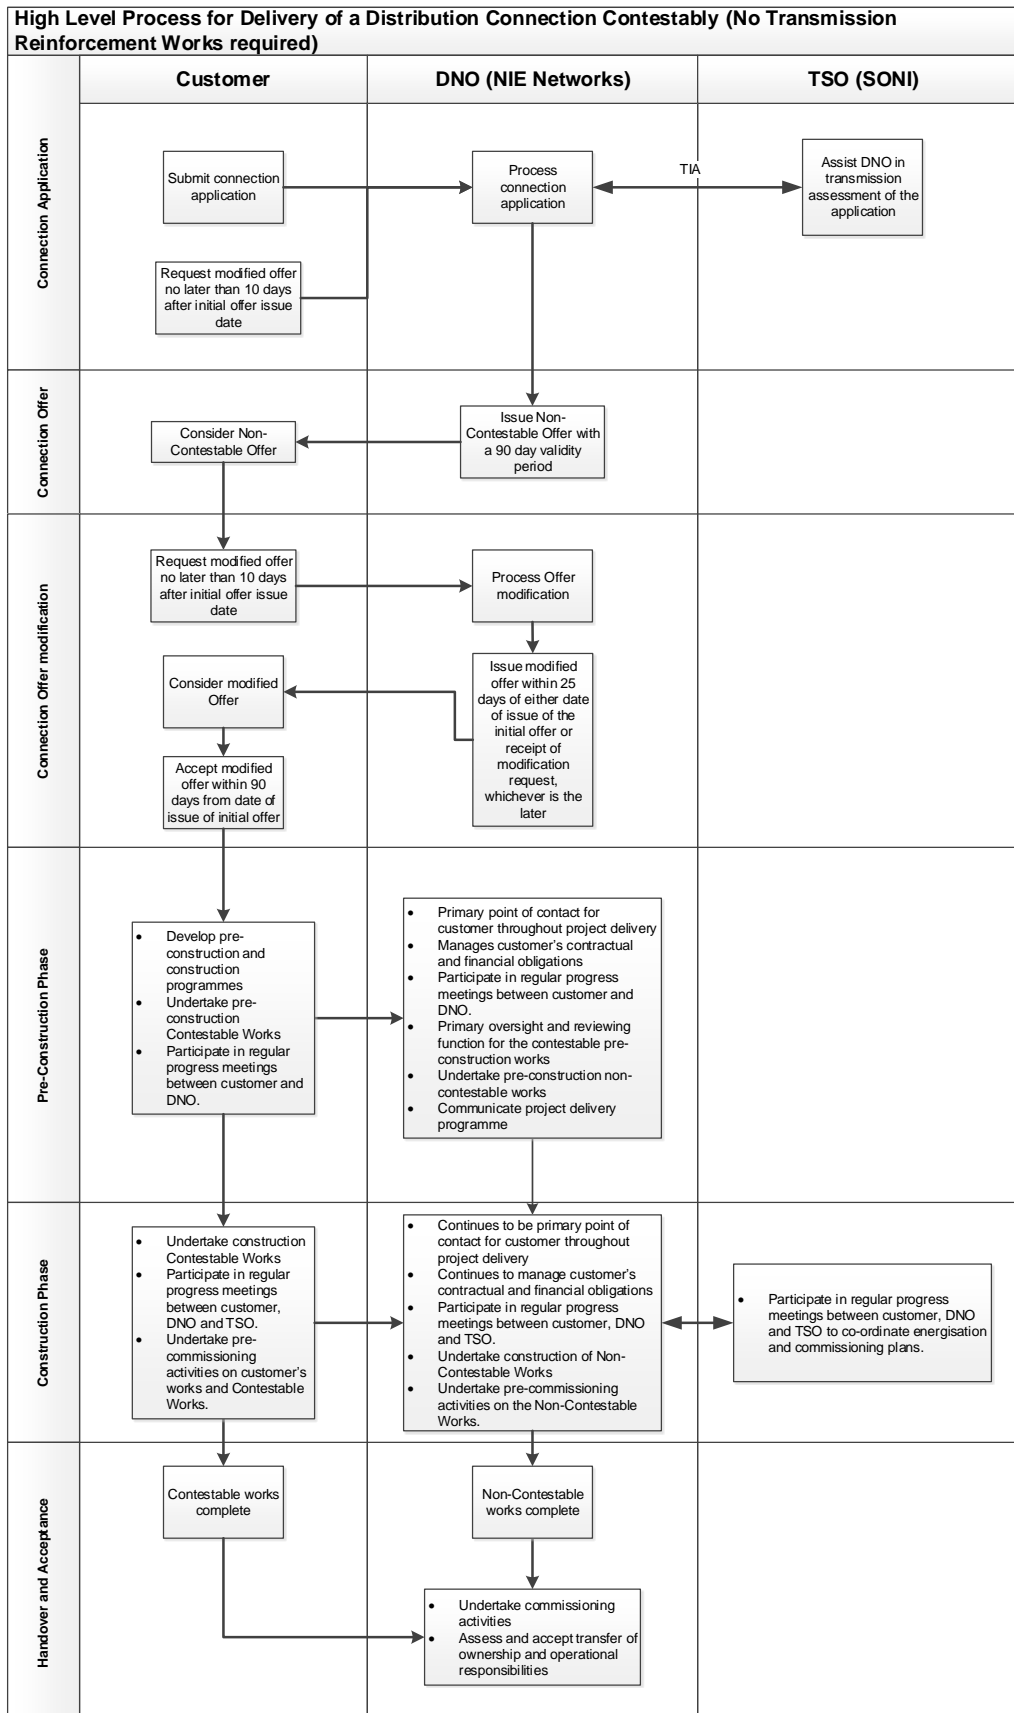 High Level Process for Delivery of a Distribution Connection Contestably (No Transmission
Reinforcement Works required)
Customer
DNO (NIE Networks)
TSO (SONI)
Connection Application
Submit connection
application
Process
connection
application
TIA
Assist DNO in
transmission
assessment of the
application
Request modified offer
no later than 10 days
after initial offer issue
date
Connection Offer
Consider Non-
Contestable Offer
Issue Non-
Contestable Offer with
a 90 day validity
period
Connection Offer modification
Request modified offer
no later than 10 days
after initial offer issue
date
Process Offer
modification
Consider modified
Offer
Issue modified
offer within 25
days of either date
of issue of the
initial offer or
receipt of
modification
request,
whichever is the
later
Accept modified
offer within 90
days from date of
issue of initial offer
Pre-Construction Phase
• Develop pre-
construction and
construction
programmes
• Undertake pre-
construction
Contestable Works
• Participate in regular
progress meetings
between customer and
DNO.
• Primary point of contact for
customer throughout project delivery
• Manages customer's contractual
and financial obligations
• Participate in regular progress
meetings between customer and
DNO.
• Primary oversight and reviewing
function for the contestable pre-
construction works
• Undertake pre-construction non-
contestable works
• Communicate project delivery
programme
Construction Phase
• Undertake construction
Contestable Works
• Participate in regular
progress meetings
between customer,
DNO and TSO.
• Undertake pre-
commissioning
activities on customer's
works and Contestable
Works.
• Continues to be primary point of
contact for customer throughout
project delivery
• Continues to manage customer's
contractual and financial obligations
• Participate in regular progress
meetings between customer, DNO
and TSO.
• Undertake construction of Non-
Contestable Works
• Undertake pre-commissioning
activities on the Non-Contestable
Works.
• Participate in regular progress
meetings between customer, DNO
and TSO to co-ordinate energisation
and commissioning plans.
Handover and Acceptance
Contestable works
complete
Non-Contestable
works complete
• Undertake commissioning
activities
• Assess and accept transfer of
ownership and operational
responsibilities